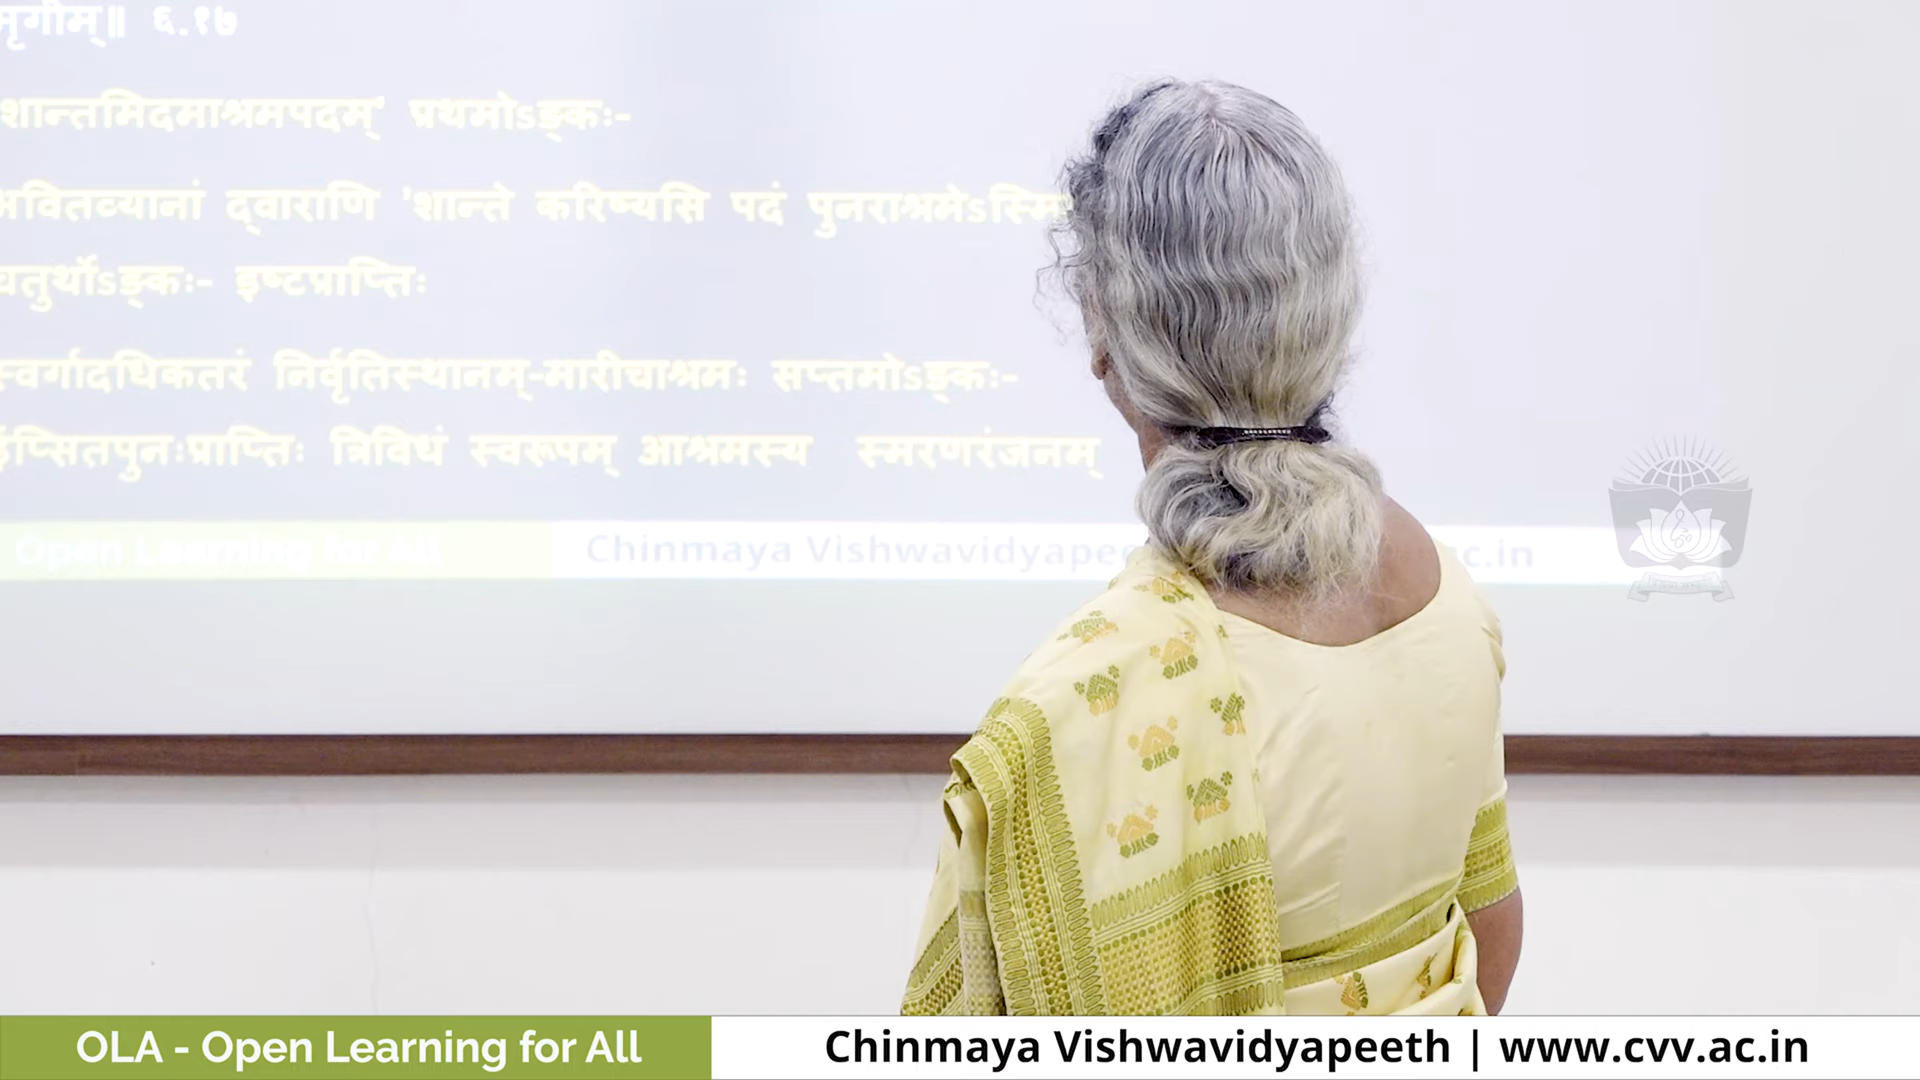 मृगीम्॥ ६.१७
शान्तमिदमाश्रमपदम्' प्रथमोऽङ्कः-
भवितव्यानां द्वाराणि 'शान्ते करिष्यसि पदं पुनराश्रमेऽस्मि
चतुर्थोऽङ्कः- इष्टप्राप्तिः
स्वर्गादधिकतरं निर्वृतिस्थानम्-मारीचाश्रमः सप्तमोऽङ्कः-
ईप्सितपुनःप्राप्तिः त्रिविधं स्वरूपम् आश्रमस्य स्मरणरंजनम्
Open Learning for All Chinmaya Vishwavidyape ac.in
OLA - Open Learning for All Chinmaya Vishwavidyapeeth | www.cvv.ac.in